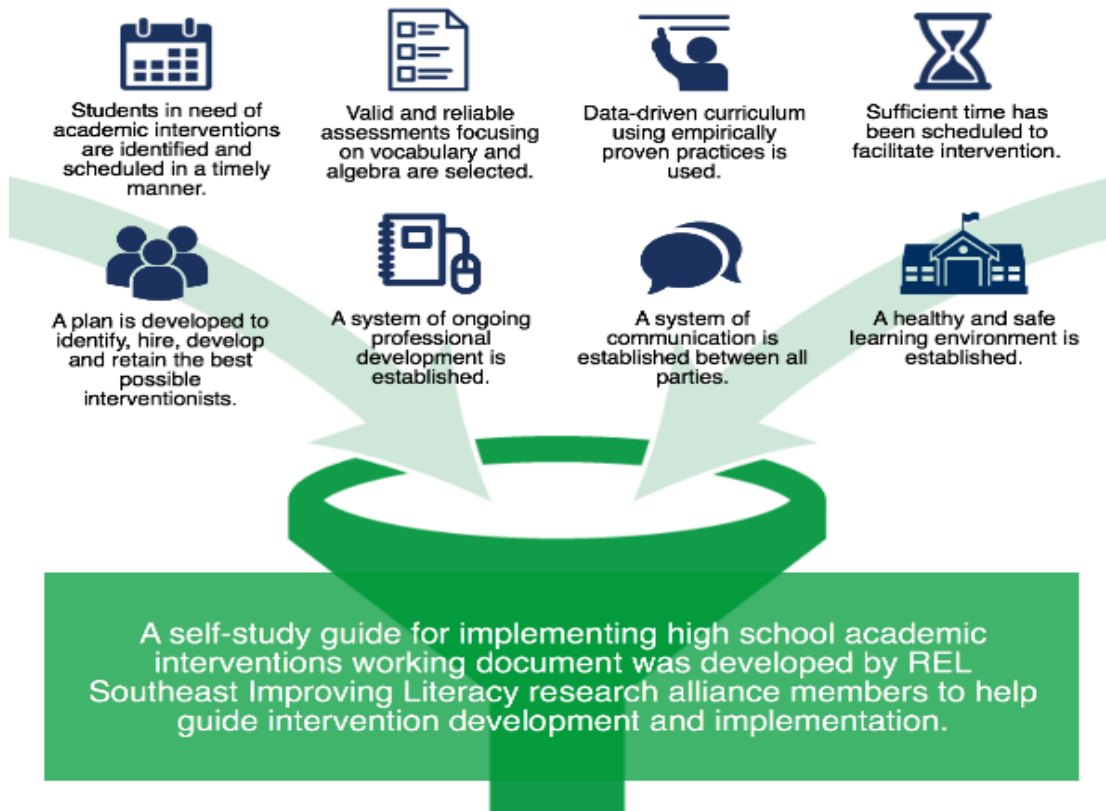 Students in need of
academic interventions
are identified and
scheduled in a timely
manner.
Valid and reliable
assessments focusing
on vocabulary and
algebra are selected.
Data-driven curriculum
using empirically
proven practices is
used.
Sufficient time has
been scheduled to
facilitate intervention.
A plan is developed to
identify, hire, develop
and retain the best
possible
interventionists.
A system of ongoing
professional
development is
established.
A system of
communication is
established between all
parties.
A healthy and safe
learning environment is
established.
A self-study guide for implementing high school academic
interventions working document was developed by REL
Southeast Improving Literacy research alliance members to help
guide intervention development and implementation.